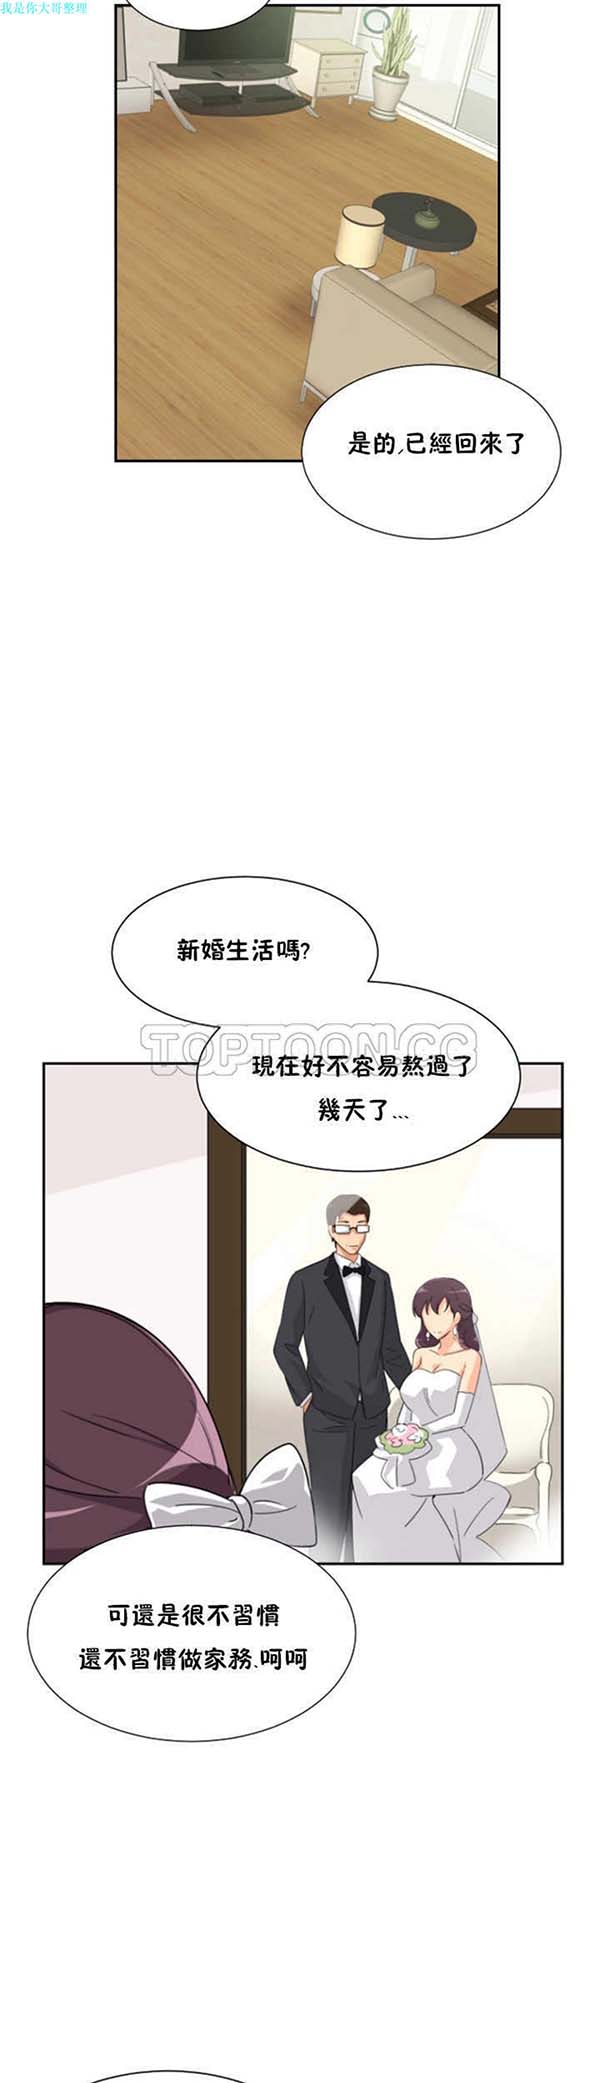 我是你大哥整理
是的,已經回來了
新婚生活嗎?
TOPTOON.CC
現在好不容易熬過了
幾天了...
可還是很不習慣
還不習慣做家務.呵呵